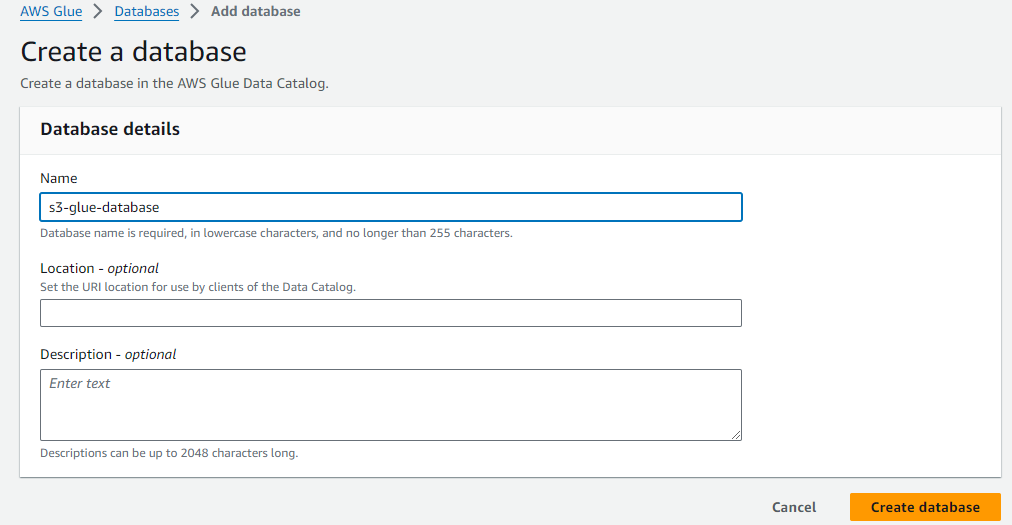 AWS Glue > Databases > Add database
Create a database
Create a database in the AWS Glue Data Catalog.
Database details
Name
s3-glue-database
Database name is required, in lowercase characters, and no longer than 255 characters.
Location - optional
Set the URI location for use by clients of the Data Catalog.
Description - optional
Enter text
Descriptions can be up to 2048 characters long.
Cancel Create database